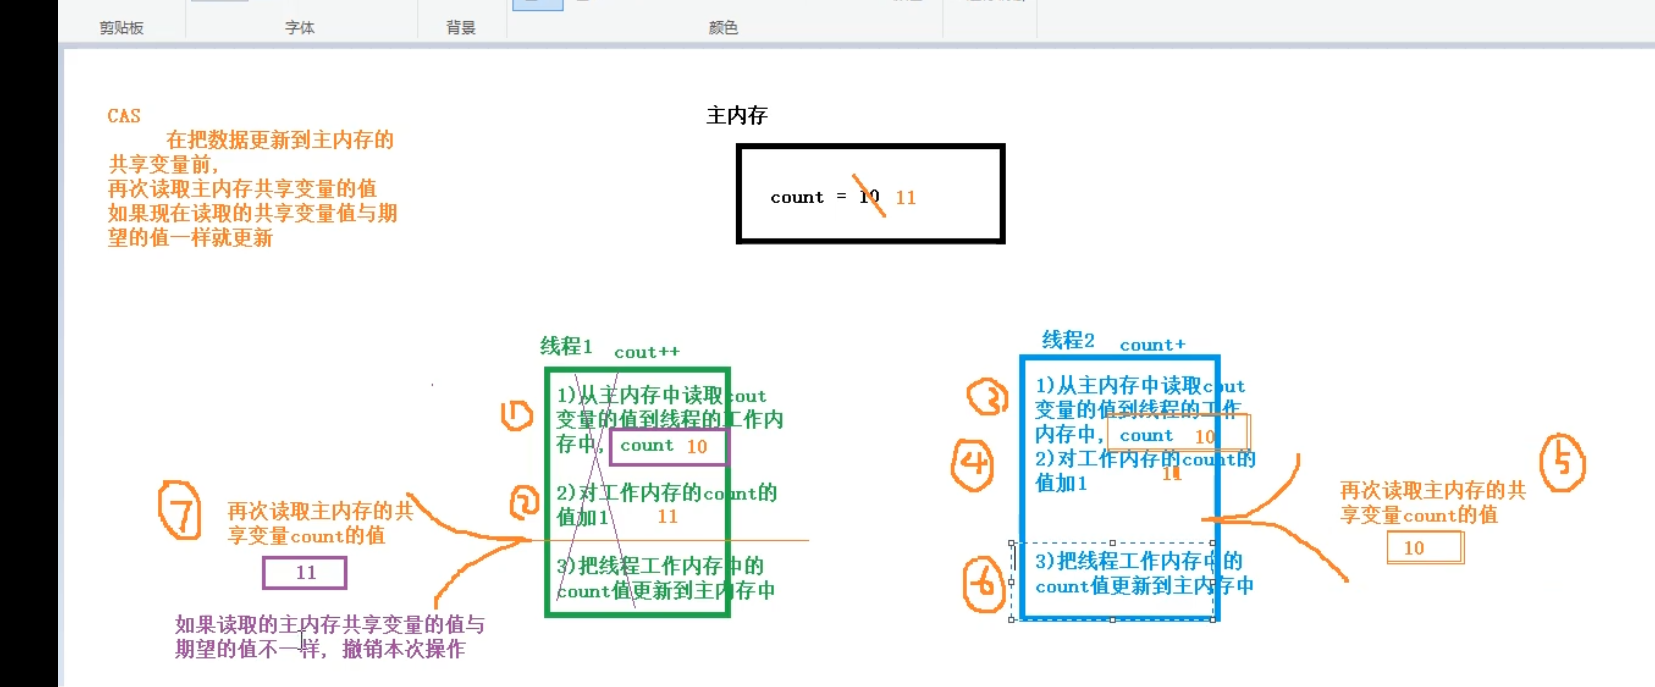 剪贴板
字体
背景
颜色
CAS
在把数据更新到主内存的
共享变量前,
再次读取主内存共享变量的值
如果现在读取的共享变量值与期
望的值一样就更新
主内存
count = 10 11
线程1 cout++
①
1)从主内存中读取cout
变量的值到线程的工作内
存中, count 10
②
2)对工作内存的count的
值加1 11
3)把线程工作内存中的
count值更新到主内存中
⑦
再次读取主内存的共
享变量count的值
11
如果读取的主内存共享变量的值与
期望的值不一样, 撤销本次操作
线程2 count+
③
1)从主内存中读取cout
变量的值到线程的工作
内存中, count 10
④
2)对工作内存的count的
值加1 11
⑥
3)把线程工作内存中的
count值更新到主内存中
⑤
再次读取主内存的共
享变量count的值
10